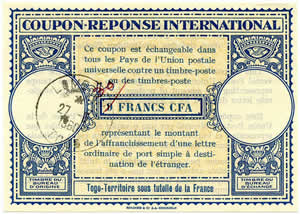 COUPON-REPONSE INTERNATIONAL
Ce coupon est échangeable dans
tous les Pays de l'Union postale
universelle contre un timbre-poste
ou des timbres-poste
FRANCS CFA
représentant le montant de
l'affranchissement d'une lettre
ordinaire de port simple à desti-
nation de l'étranger.
TIMBRE DU
BUREAU
D'ORIGINE
Togo-Territoire sous tutelle de la France
TIMBRE DU
BUREAU
D'ÉCHANGE